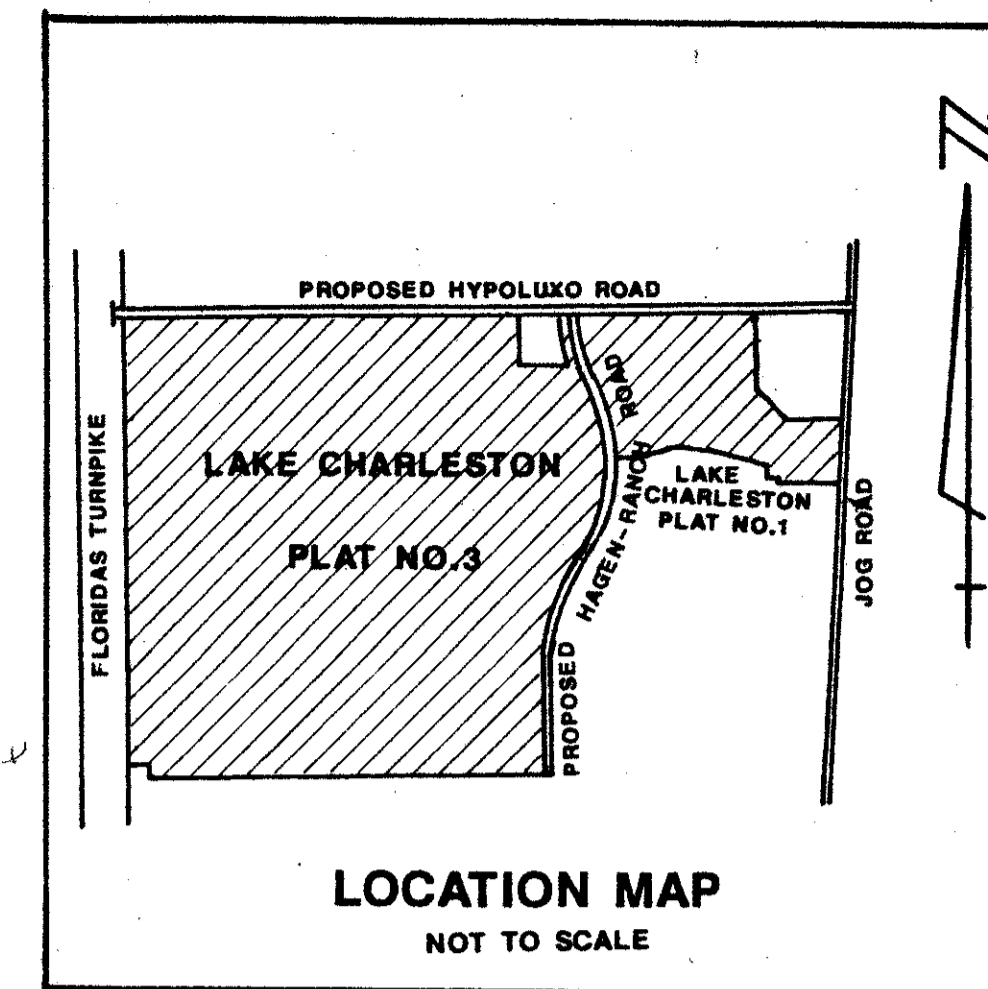 PROPOSED HYPOLUXO ROAD
FLORIDAS TURNPIKE
LAKE CHARLESTON
PLAT NO.3
PROPOSED HAGEN-RANCH ROAD
LAKE
CHARLESTON
PLAT NO.1
JOG ROAD
LOCATION MAP
NOT TO SCALE